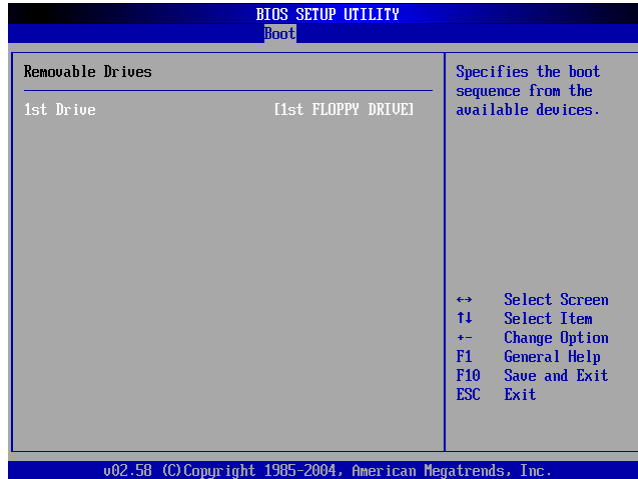 BIOS SETUP UTILITY
Boot
Removable Drives
1st Drive [1st FLOPPY DRIVE]
Specifies the boot
sequence from the
available devices.
↔ Select Screen
↑↓ Select Item
+- Change Option
F1 General Help
F10 Save and Exit
ESC Exit
v02.58 (C)Copyright 1985-2004, American Megatrends, Inc.